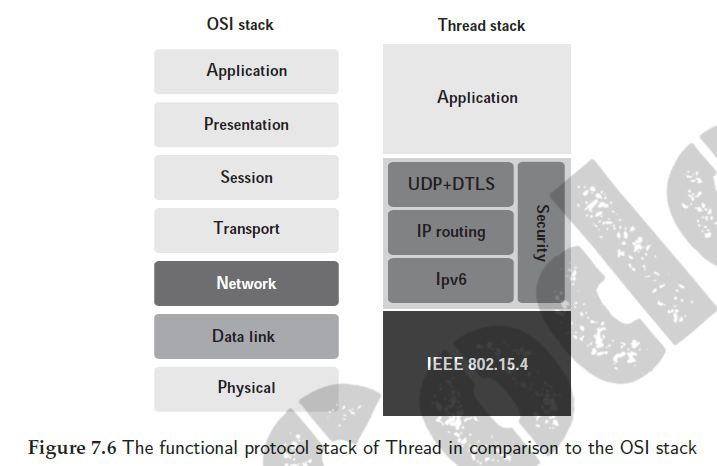 OSI stack
Application
Presentation
Session
Transport
Network
Data link
Physical
Thread stack
Application
UDP+DTLS
IP routing
Ipv6
Security
IEEE 802.15.4
Figure 7.6 The functional protocol stack of Thread in comparison to the OSI stack